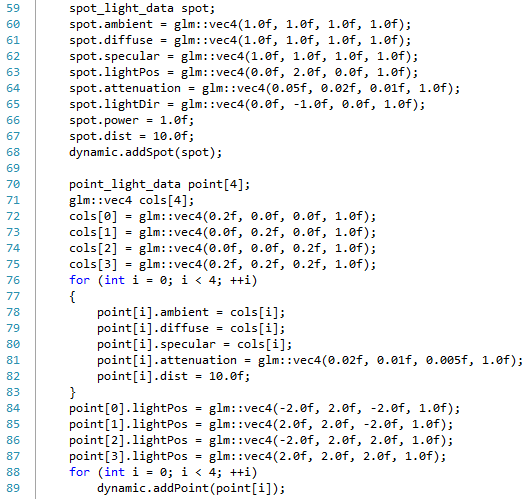 59 spot_light_data spot;
60 spot.ambient = glm::vec4(1.0f, 1.0f, 1.0f, 1.0f);
61 spot.diffuse = glm::vec4(1.0f, 1.0f, 1.0f, 1.0f);
62 spot.specular = glm::vec4(1.0f, 1.0f, 1.0f, 1.0f);
63 spot.lightPos = glm::vec4(0.0f, 2.0f, 0.0f, 1.0f);
64 spot.attenuation = glm::vec4(0.05f, 0.02f, 0.01f, 1.0f);
65 spot.lightDir = glm::vec4(0.0f, -1.0f, 0.0f, 1.0f);
66 spot.power = 1.0f;
67 spot.dist = 10.0f;
68 dynamic.addSpot(spot);
69
70 point_light_data point[4];
71 glm::vec4 cols[4];
72 cols[0] = glm::vec4(0.2f, 0.0f, 0.0f, 1.0f);
73 cols[1] = glm::vec4(0.0f, 0.2f, 0.0f, 1.0f);
74 cols[2] = glm::vec4(0.0f, 0.0f, 0.2f, 1.0f);
75 cols[3] = glm::vec4(0.2f, 0.2f, 0.2f, 1.0f);
76 for (int i = 0; i < 4; ++i)
77 {
78     point[i].ambient = cols[i];
79     point[i].diffuse = cols[i];
80     point[i].specular = cols[i];
81     point[i].attenuation = glm::vec4(0.02f, 0.01f, 0.005f, 1.0f);
82     point[i].dist = 10.0f;
83 }
84 point[0].lightPos = glm::vec4(-2.0f, 2.0f, -2.0f, 1.0f);
85 point[1].lightPos = glm::vec4(2.0f, 2.0f, -2.0f, 1.0f);
86 point[2].lightPos = glm::vec4(-2.0f, 2.0f, 2.0f, 1.0f);
87 point[3].lightPos = glm::vec4(2.0f, 2.0f, 2.0f, 1.0f);
88 for (int i = 0; i < 4; ++i)
89     dynamic.addPoint(point[i]);